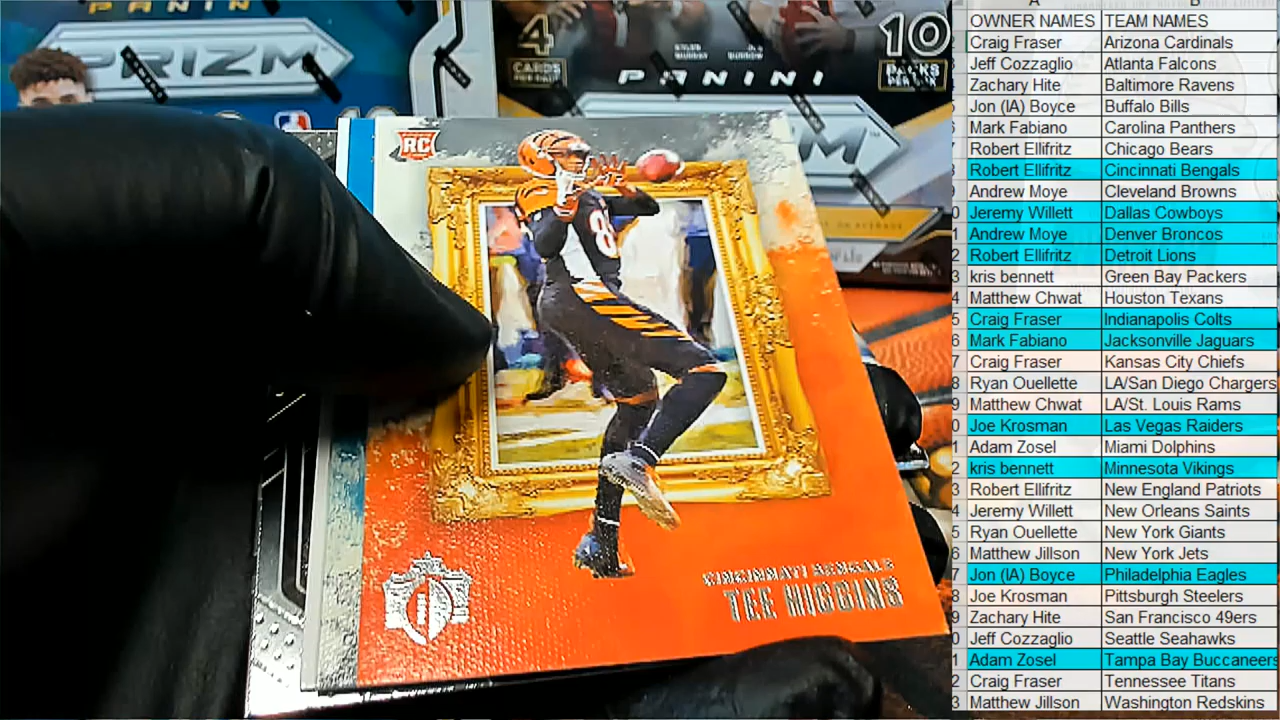 PANINI
PRIZM
4
CARDS
PER PACK
10
PACKS
PER BOX
PANINI
RC
8
CINCINNATI BENGALS
TEE HIGGINS
A B
OWNER NAMES TEAM NAMES
Craig Fraser Arizona Cardinals
Jeff Cozzaglio Atlanta Falcons
Zachary Hite Baltimore Ravens
Jon (IA) Boyce Buffalo Bills
Mark Fabiano Carolina Panthers
Robert Ellifritz Chicago Bears
Robert Ellifritz Cincinnati Bengals
Andrew Moye Cleveland Browns
Jeremy Willett Dallas Cowboys
Andrew Moye Denver Broncos
Robert Ellifritz Detroit Lions
kris bennett Green Bay Packers
Matthew Chwat Houston Texans
Craig Fraser Indianapolis Colts
Mark Fabiano Jacksonville Jaguars
Craig Fraser Kansas City Chiefs
Ryan Ouellette LA/San Diego Chargers
Matthew Chwat LA/St. Louis Rams
Joe Krosman Las Vegas Raiders
Adam Zosel Miami Dolphins
kris bennett Minnesota Vikings
Robert Ellifritz New England Patriots
Jeremy Willett New Orleans Saints
Ryan Ouellette New York Giants
Matthew Jillson New York Jets
Jon (IA) Boyce Philadelphia Eagles
Joe Krosman Pittsburgh Steelers
Zachary Hite San Francisco 49ers
Jeff Cozzaglio Seattle Seahawks
Adam Zosel Tampa Bay Buccaneers
Craig Fraser Tennessee Titans
Matthew Jillson Washington Redskins